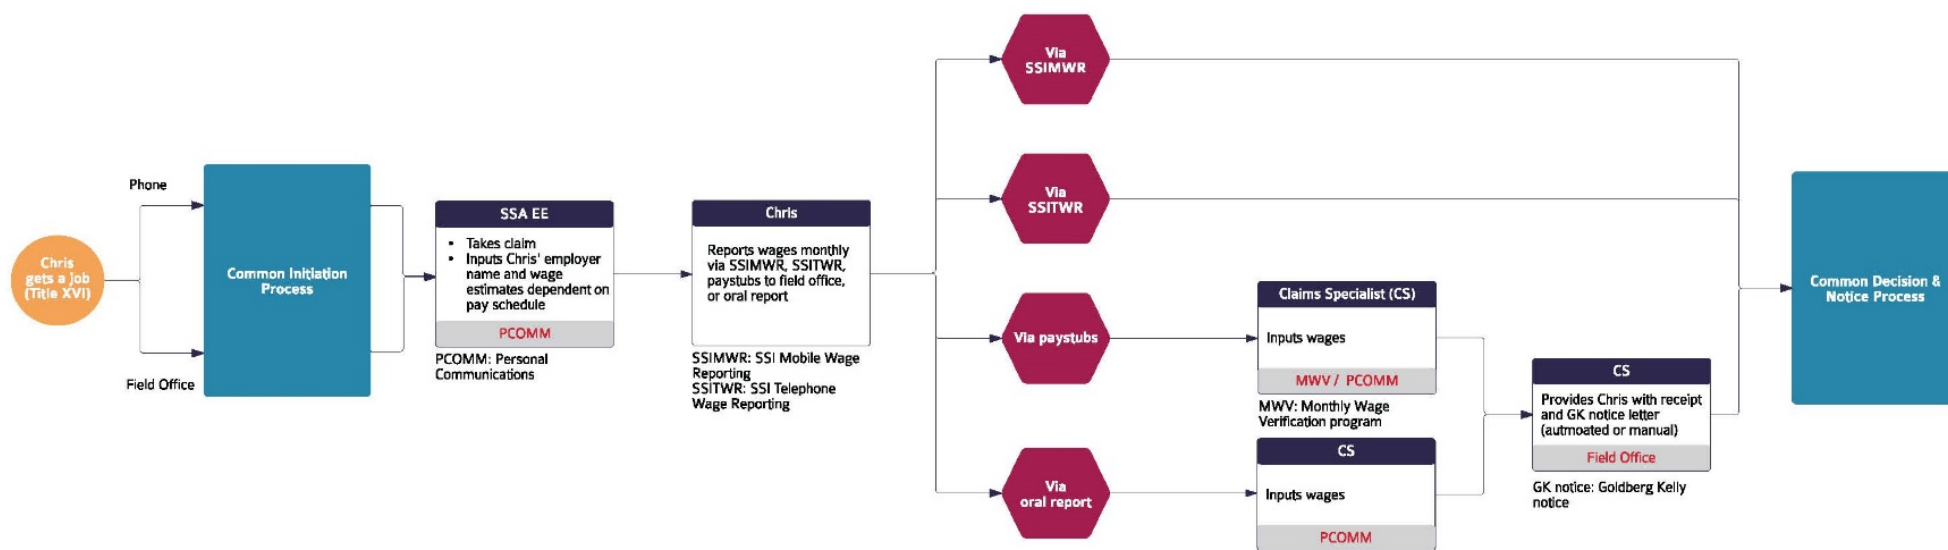 Chris
gets a job
(Title XVI)
Phone
Field Office
Common Initiation
Process
SSA EE
• Takes claim
• Inputs Chris' employer
name and wage
estimates dependent on
pay schedule
PCOMM
PCOMM: Personal
Communications
Chris
Reports wages monthly
via SSIMWR, SSITWR,
paystubs to field office,
or oral report
SSIMWR: SSI Mobile Wage
Reporting
SSITWR: SSI Telephone
Wage Reporting
Via
SSIMWR
Via
SSITWR
Via paystubs
Via
oral report
Claims Specialist (CS)
Inputs wages
MWV / PCOMM
MWV: Monthly Wage
Verification program
CS
Inputs wages
PCOMM
CS
Provides Chris with receipt
and GK notice letter
(autmoated or manual)
Field Office
GK notice: Goldberg Kelly
notice
Common Decision &
Notice Process